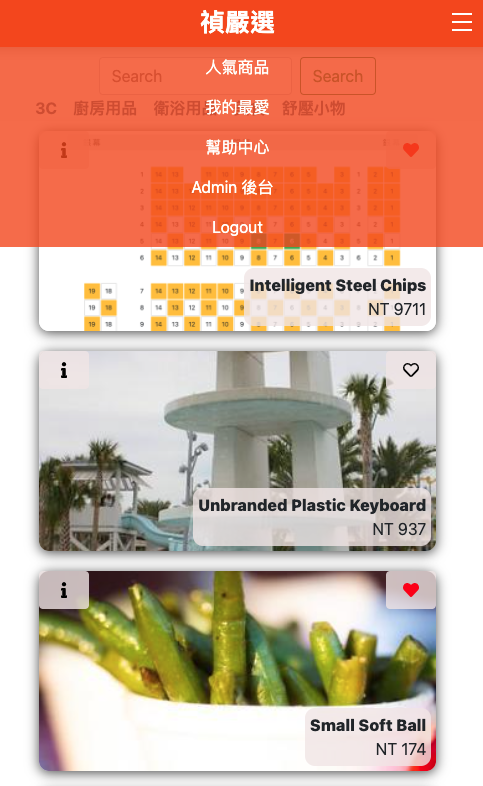 禎嚴選
人氣商品
Search
Search
我的最愛
3C 廚房用品 衛浴用 舒壓小物
幫助中心
Admin 後台
Logout
Intelligent Steel Chips
NT 9711
Unbranded Plastic Keyboard
NT 937
Small Soft Ball
NT 174